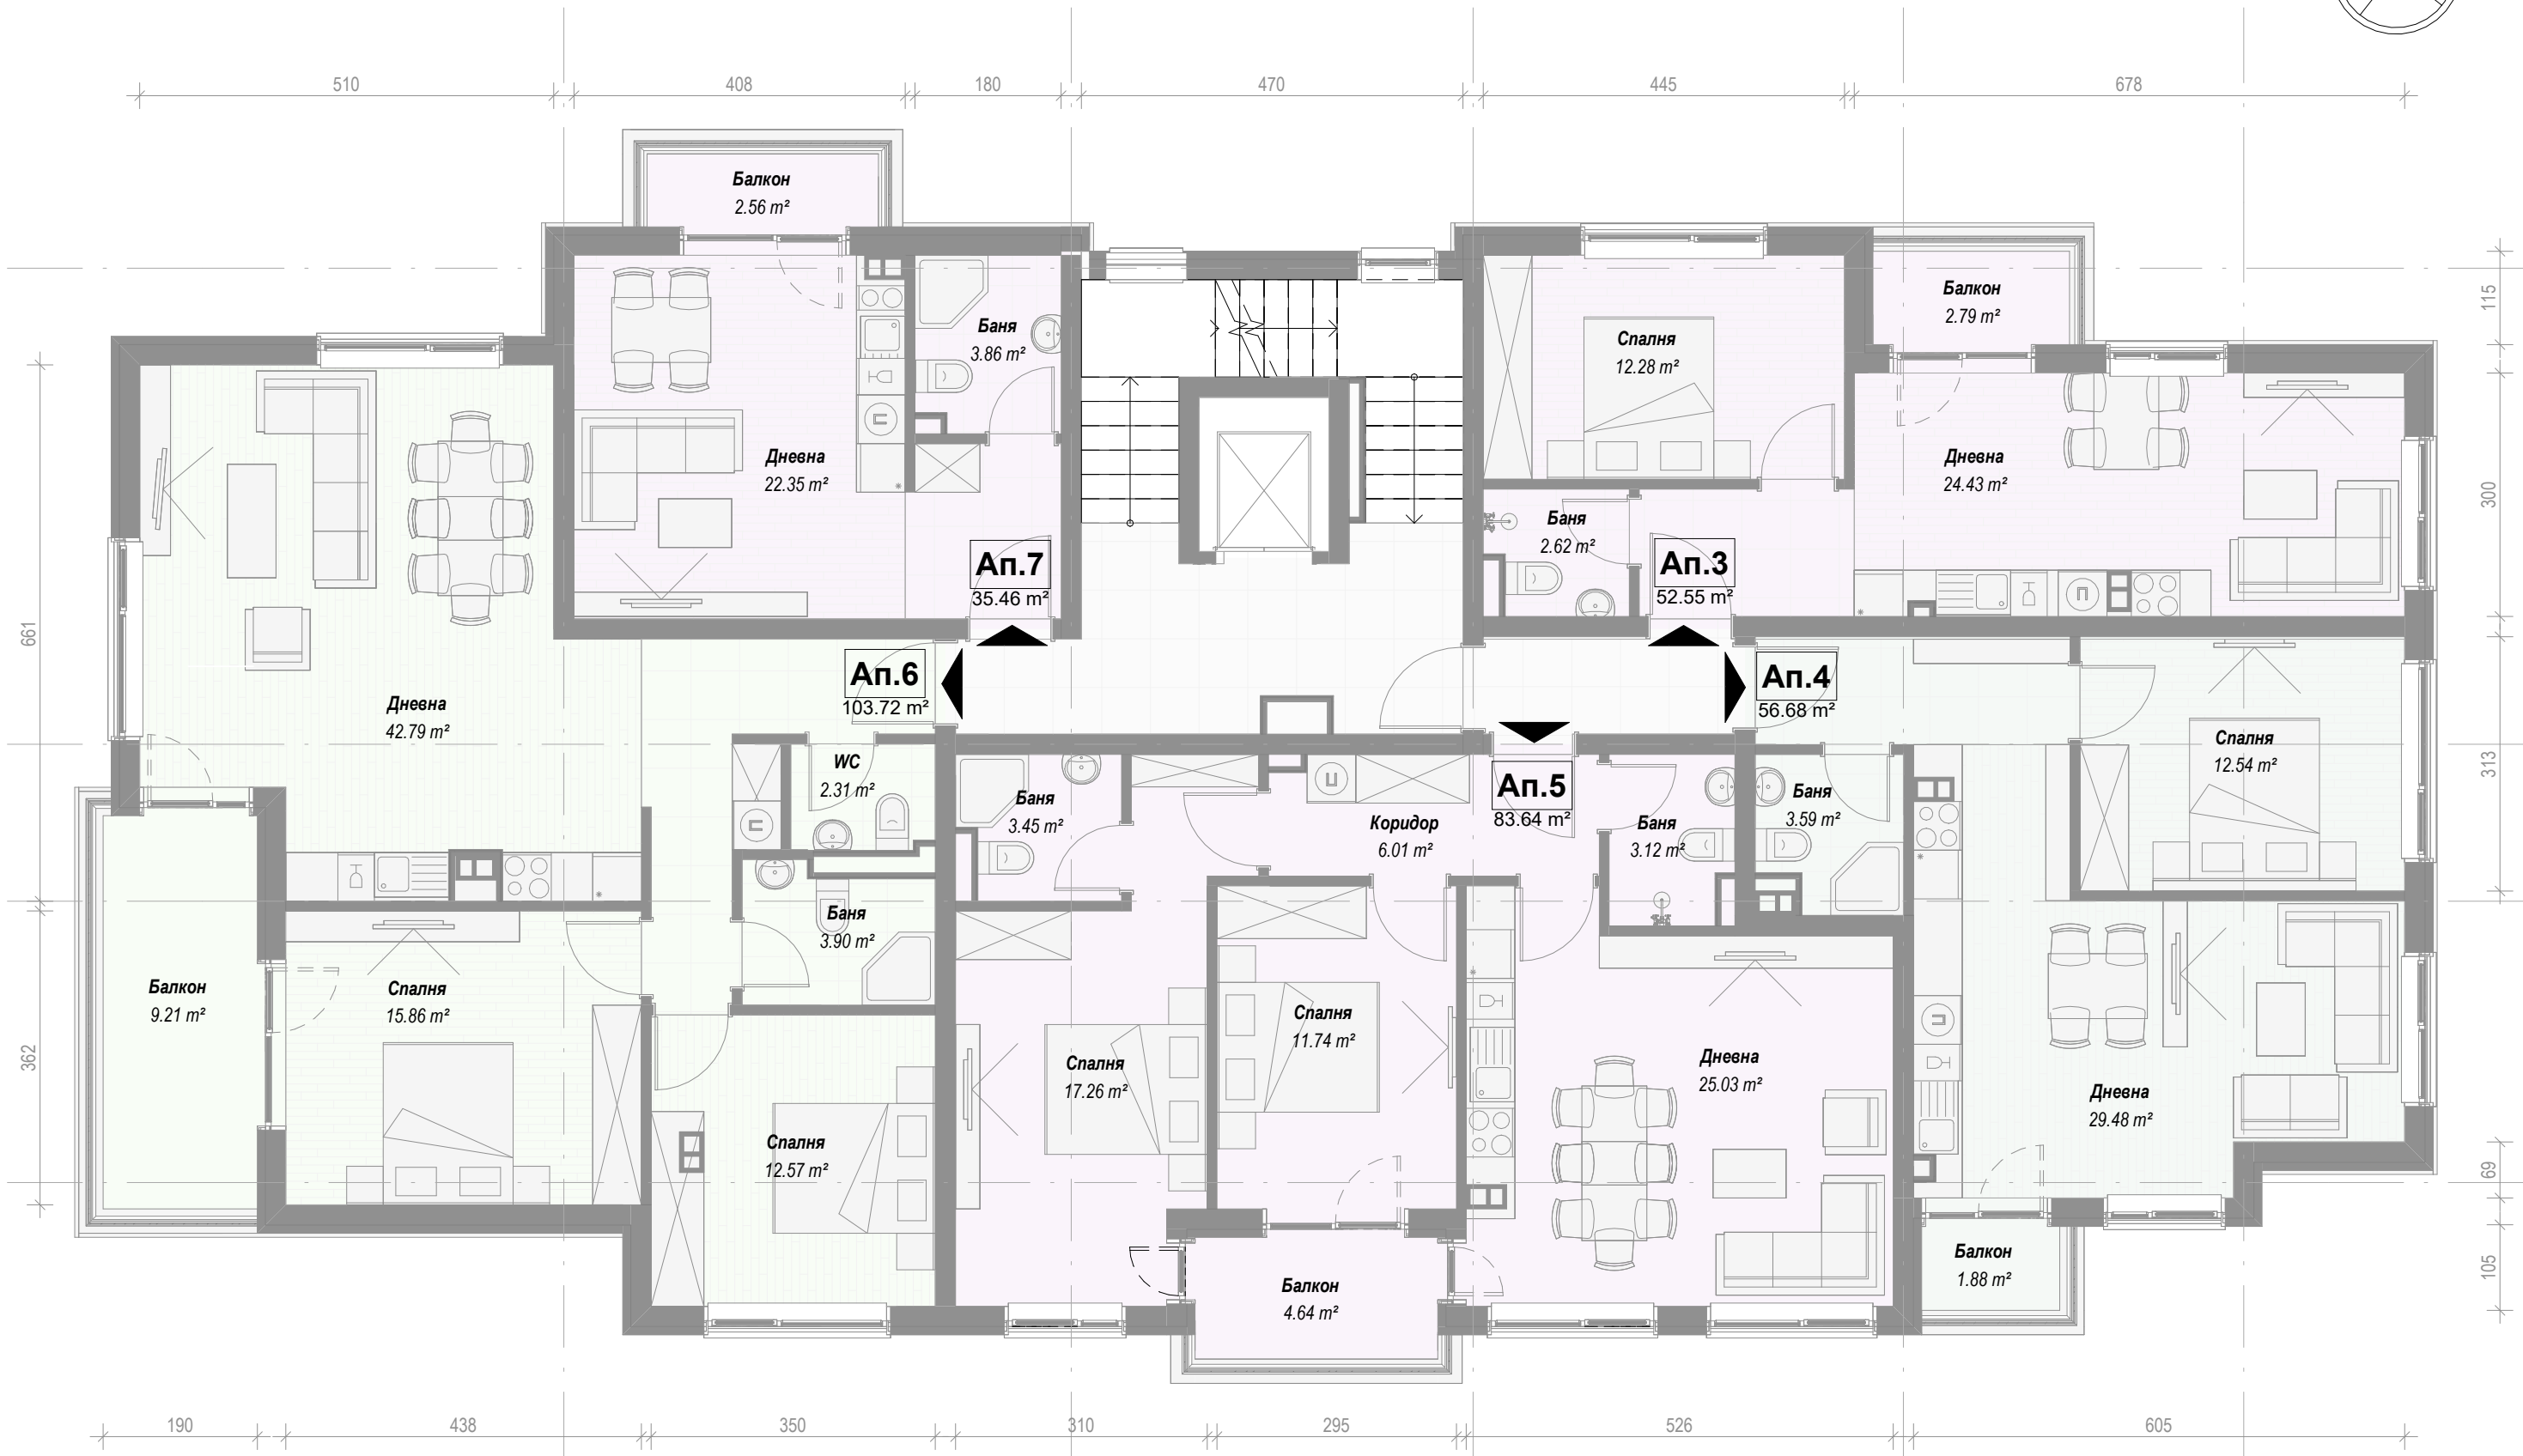 510
408
180
470
445
678
Балкон
2.56 m²
Баня
3.86 m²
Дневна
22.35 m²
Ап.7
35.46 m²
Спалня
12.28 m²
Балкон
2.79 m²
Дневна
24.43 m²
Баня
2.62 m²
Ап.3
52.55 m²
115
300
313
69
105
661
362
Дневна
42.79 m²
Ап.6
103.72 m²
WC
2.31 m²
Баня
3.90 m²
Балкон
9.21 m²
Спалня
15.86 m²
Спалня
12.57 m²
Баня
3.45 m²
Коридор
6.01 m²
Ап.5
83.64 m²
Баня
3.12 m²
Спалня
17.26 m²
Спалня
11.74 m²
Дневна
25.03 m²
Балкон
4.64 m²
Ап.4
56.68 m²
Баня
3.59 m²
Спалня
12.54 m²
Дневна
29.48 m²
Балкон
1.88 m²
190
438
350
310
295
526
605